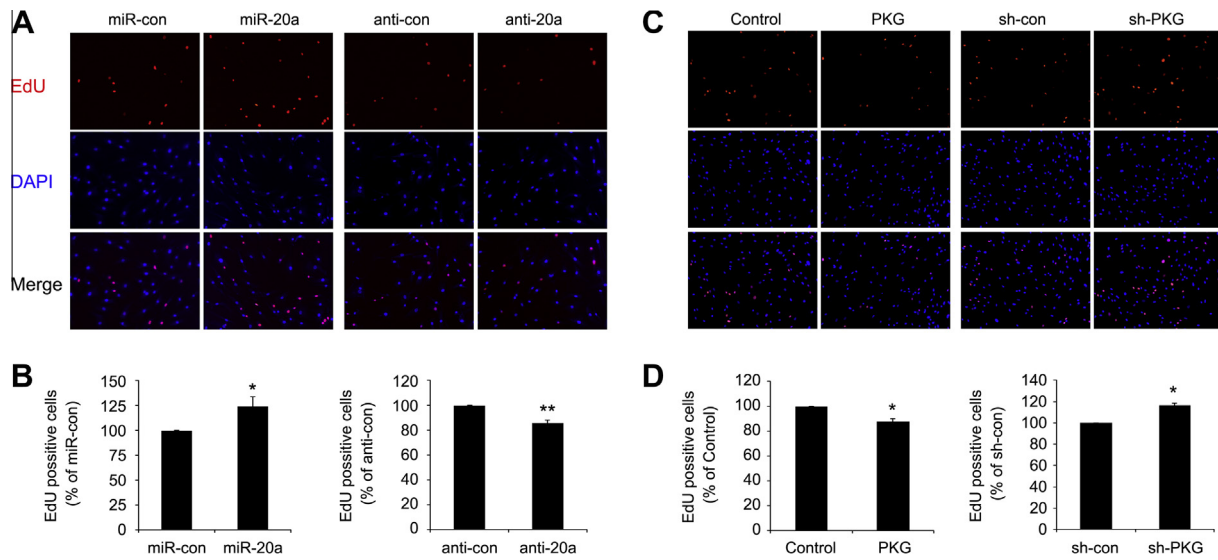 A
miR-con miR-20a anti-con anti-20a
EdU
DAPI
Merge
B
EdU possitive cells
(% of miR-con)
150
125
100
75
50
25
0
*
miR-con miR-20a
EdU possitive cells
(% of anti-con)
120
100
80
60
40
20
0
**
anti-con anti-20a
C
Control PKG sh-con sh-PKG
D
EdU possitive cells
(% of Control)
120
100
80
60
40
20
0
*
Control PKG
EdU possitive cells
(% of sh-con)
140
120
100
80
60
40
20
0
*
sh-con sh-PKG